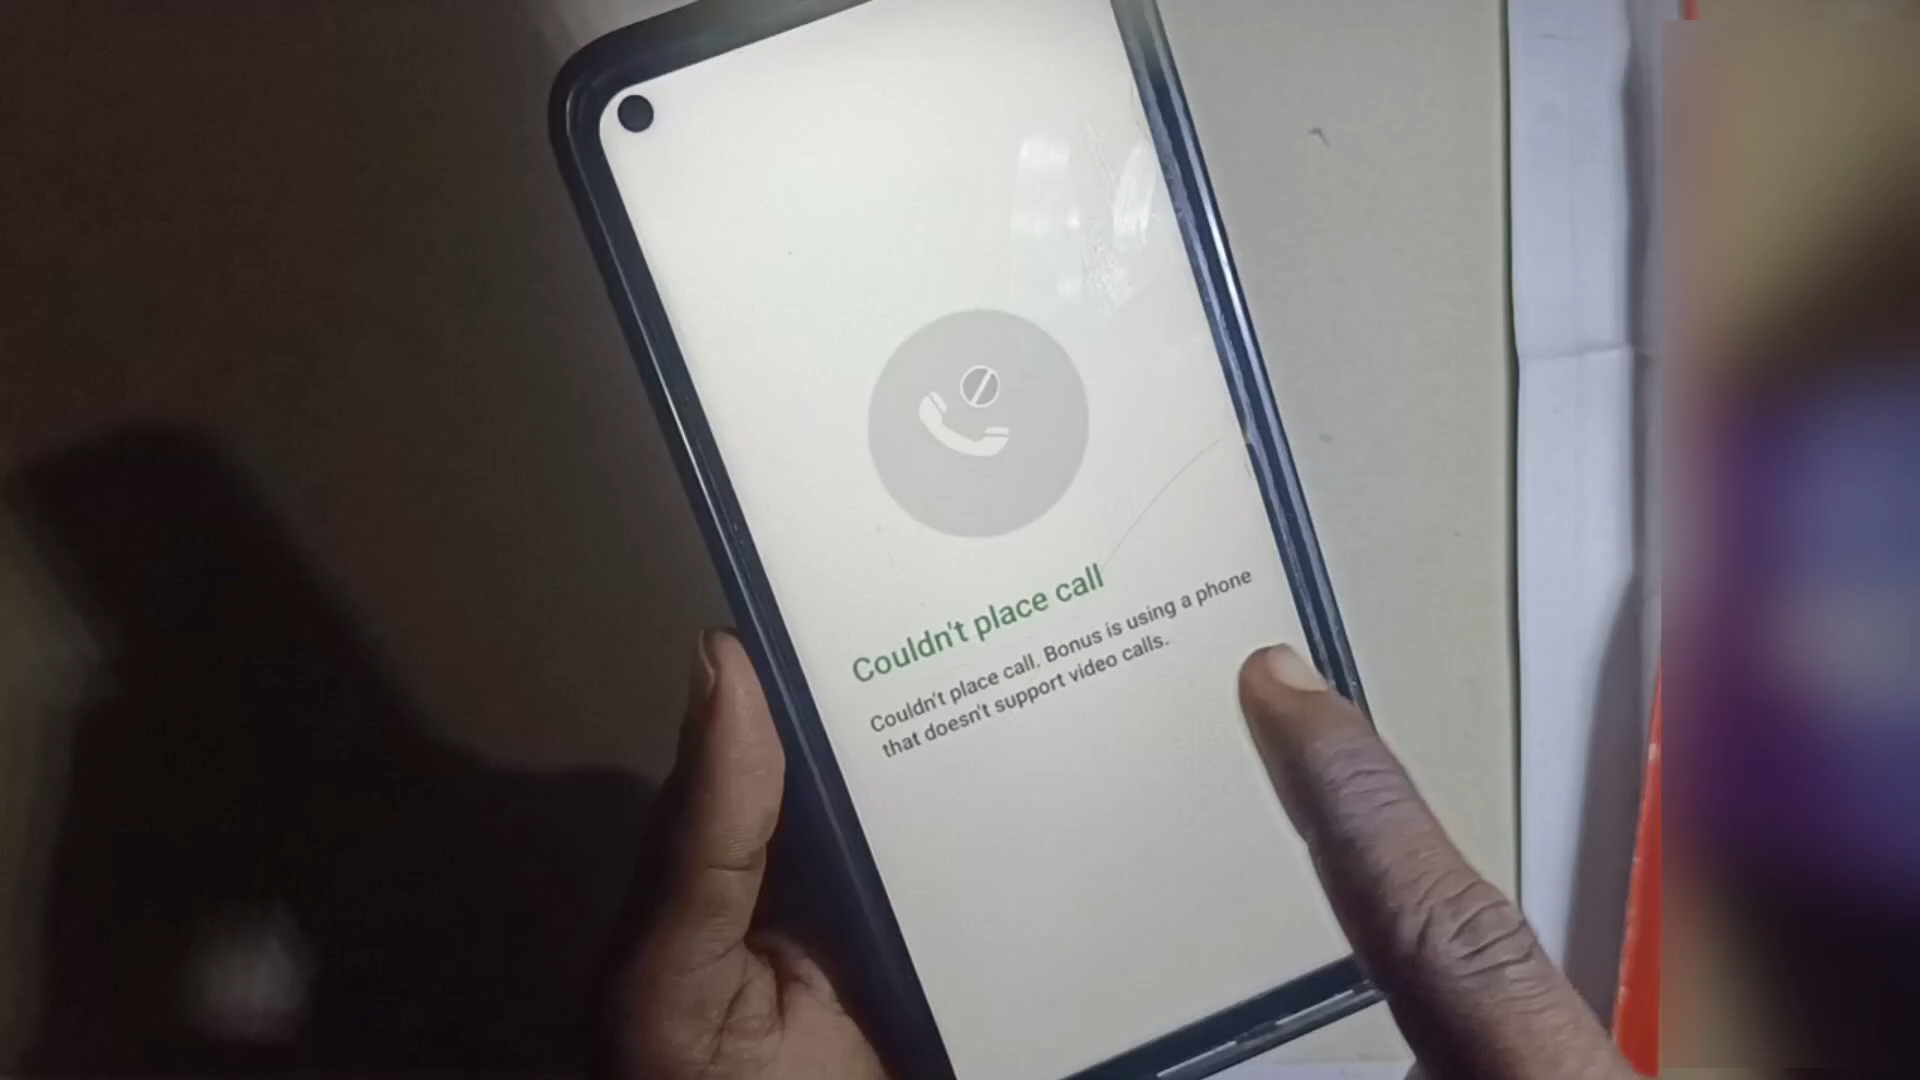 Couldn't place call
Couldn't place call. Bonus is using a phone
that doesn't support video calls.